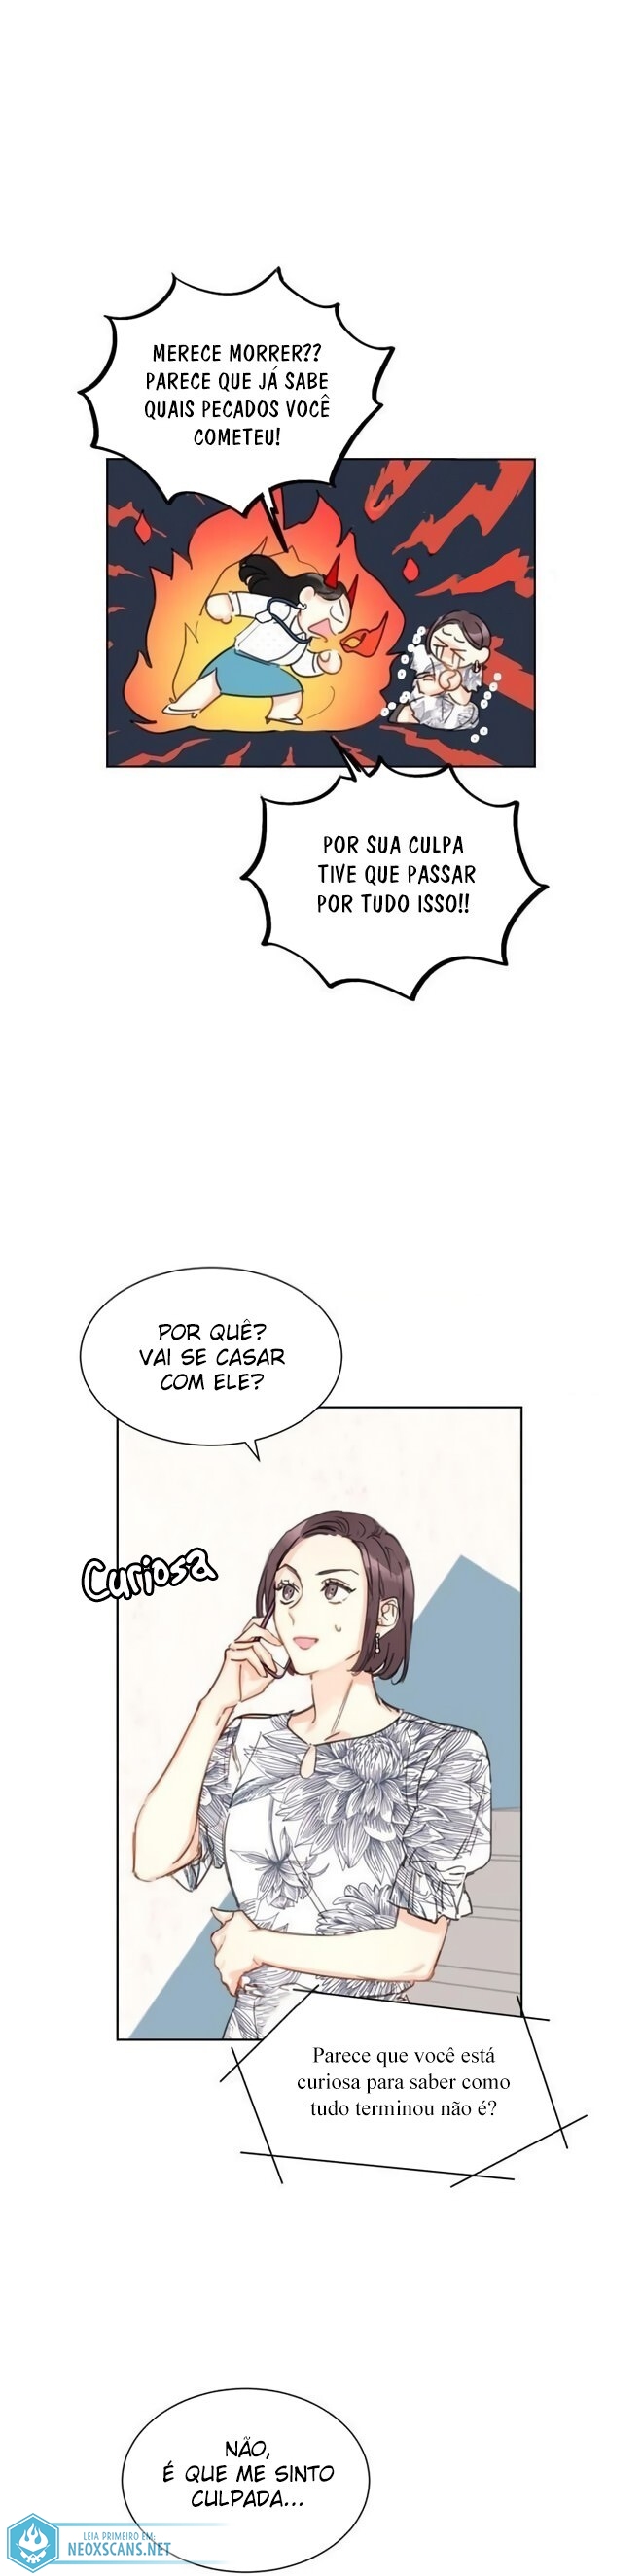 MERECE MORRER??
PARECE QUE JÁ SABE
QUAIS PECADOS VOCÊ
COMETEU!
POR SUA CULPA
TIVE QUE PASSAR
POR TUDO ISSO!!
POR QUÊ?
VAI SE CASAR
COM ELE?
Curiosa
Parece que você está
curiosa para saber como
tudo terminou não é?
NÃO,
É QUE ME SINTO
CULPADA...
LEIA PRIMEIRO EM:
NEOXSCANS.NET